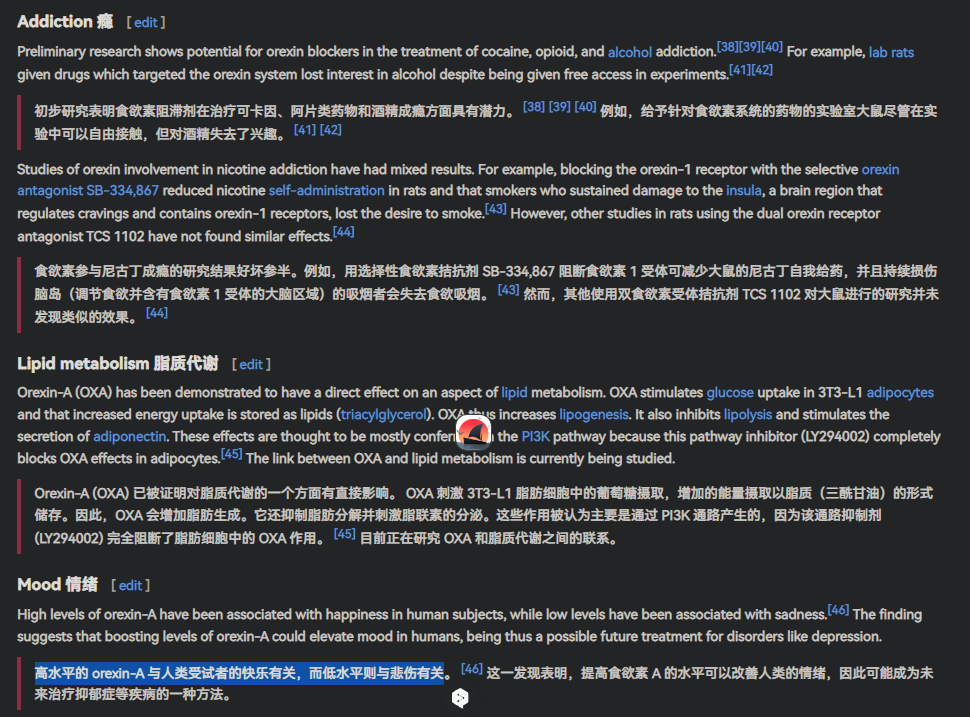 Addiction 瘾 [ edit ]
Preliminary research shows potential for orexin blockers in the treatment of cocaine, opioid, and alcohol addiction.[38][39][40] For example, lab rats
given drugs which targeted the orexin system lost interest in alcohol despite being given free access in experiments.[41][42]
初步研究表明食欲素阻滞剂在治疗可卡因、阿片类药物和酒精成瘾方面具有潜力。 [38] [39] [40] 例如，给予针对食欲素系统的药物的实验室大鼠尽管在实
验中可以自由接触，但对酒精失去了兴趣。 [41] [42]
Studies of orexin involvement in nicotine addiction have had mixed results. For example, blocking the orexin-1 receptor with the selective orexin
antagonist SB-334,867 reduced nicotine self-administration in rats and that smokers who sustained damage to the insula, a brain region that
regulates cravings and contains orexin-1 receptors, lost the desire to smoke.[43] However, other studies in rats using the dual orexin receptor
antagonist TCS 1102 have not found similar effects.[44]
食欲素参与尼古丁成瘾的研究结果好坏参半。例如，用选择性食欲素拮抗剂 SB-334,867 阻断食欲素 1 受体可减少大鼠的尼古丁自我给药，并且持续损伤
脑岛（调节食欲并含有食欲素 1 受体的大脑区域）的吸烟者会失去食欲吸烟。 [43] 然而，其他使用双食欲素受体拮抗剂 TCS 1102 对大鼠进行的研究并未
发现类似的效果。 [44]
Lipid metabolism 脂质代谢 [ edit ]
Orexin-A (OXA) has been demonstrated to have a direct effect on an aspect of lipid metabolism. OXA stimulates glucose uptake in 3T3-L1 adipocytes
and that increased energy uptake is stored as lipids (triacylglycerol). OXA thus increases lipogenesis. It also inhibits lipolysis and stimulates the
secretion of adiponectin. These effects are thought to be mostly confer the PI3K pathway because this pathway inhibitor (LY294002) completely
blocks OXA effects in adipocytes.[45] The link between OXA and lipid metabolism is currently being studied.
Orexin-A (OXA) 已被证明对脂质代谢的一个方面有直接影响。 OXA 刺激 3T3-L1 脂肪细胞中的葡萄糖摄取，增加的能量摄取以脂质（三酰甘油）的形式
储存。因此，OXA 会增加脂肪生成。它还抑制脂肪分解并刺激脂联素的分泌。这些作用被认为主要是通过 PI3K 通路产生的，因为该通路抑制剂
(LY294002) 完全阻断了脂肪细胞中的 OXA 作用。 [45] 目前正在研究 OXA 和脂质代谢之间的联系。
Mood 情绪 [ edit ]
High levels of orexin-A have been associated with happiness in human subjects, while low levels have been associated with sadness.[46] The finding
suggests that boosting levels of orexin-A could elevate mood in humans, being thus a possible future treatment for disorders like depression.
高水平的 orexin-A 与人类受试者的快乐有关，而低水平则与悲伤有关。 [46] 这一发现表明，提高食欲素 A 的水平可以改善人类的情绪，因此可能成为未
来治疗抑郁症等疾病的一种方法。